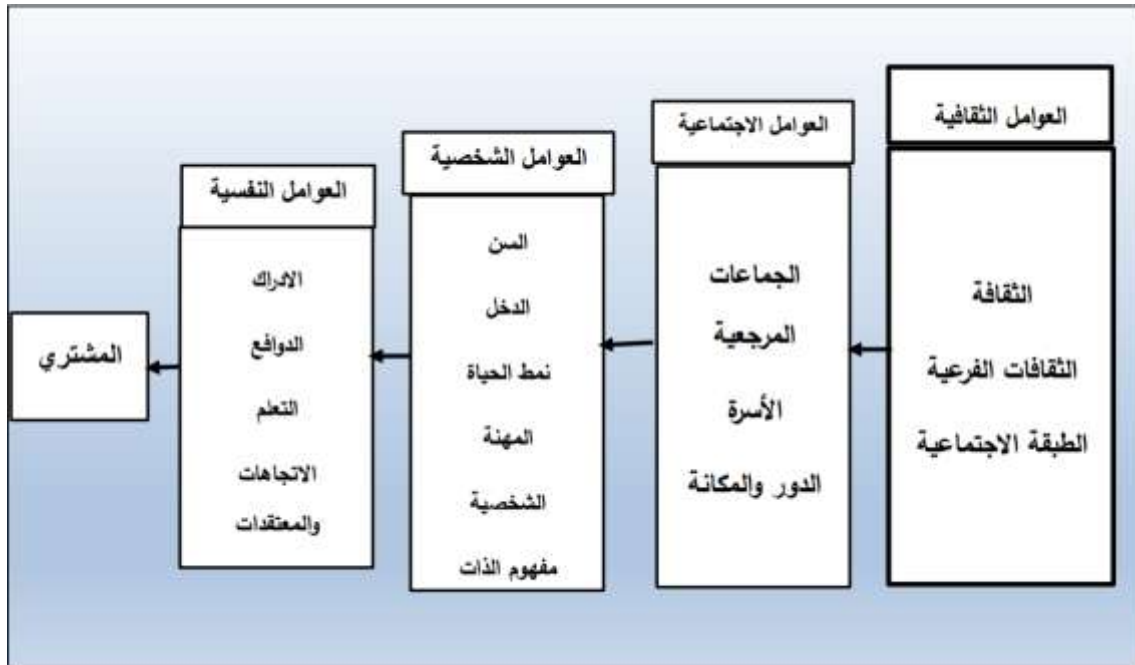 العوامل الثقافية
الثقافة
الثقافات الفرعية
الطبقة الاجتماعية
العوامل الاجتماعية
الجماعات
المرجعية
الأسرة
الدور والمكانة
العوامل الشخصية
السن
الدخل
نمط الحياة
المهنة
الشخصية
مفهوم الذات
العوامل النفسية
الادراك
الدوافع
التعلم
الاتجاهات
والمعتقدات
المشتري